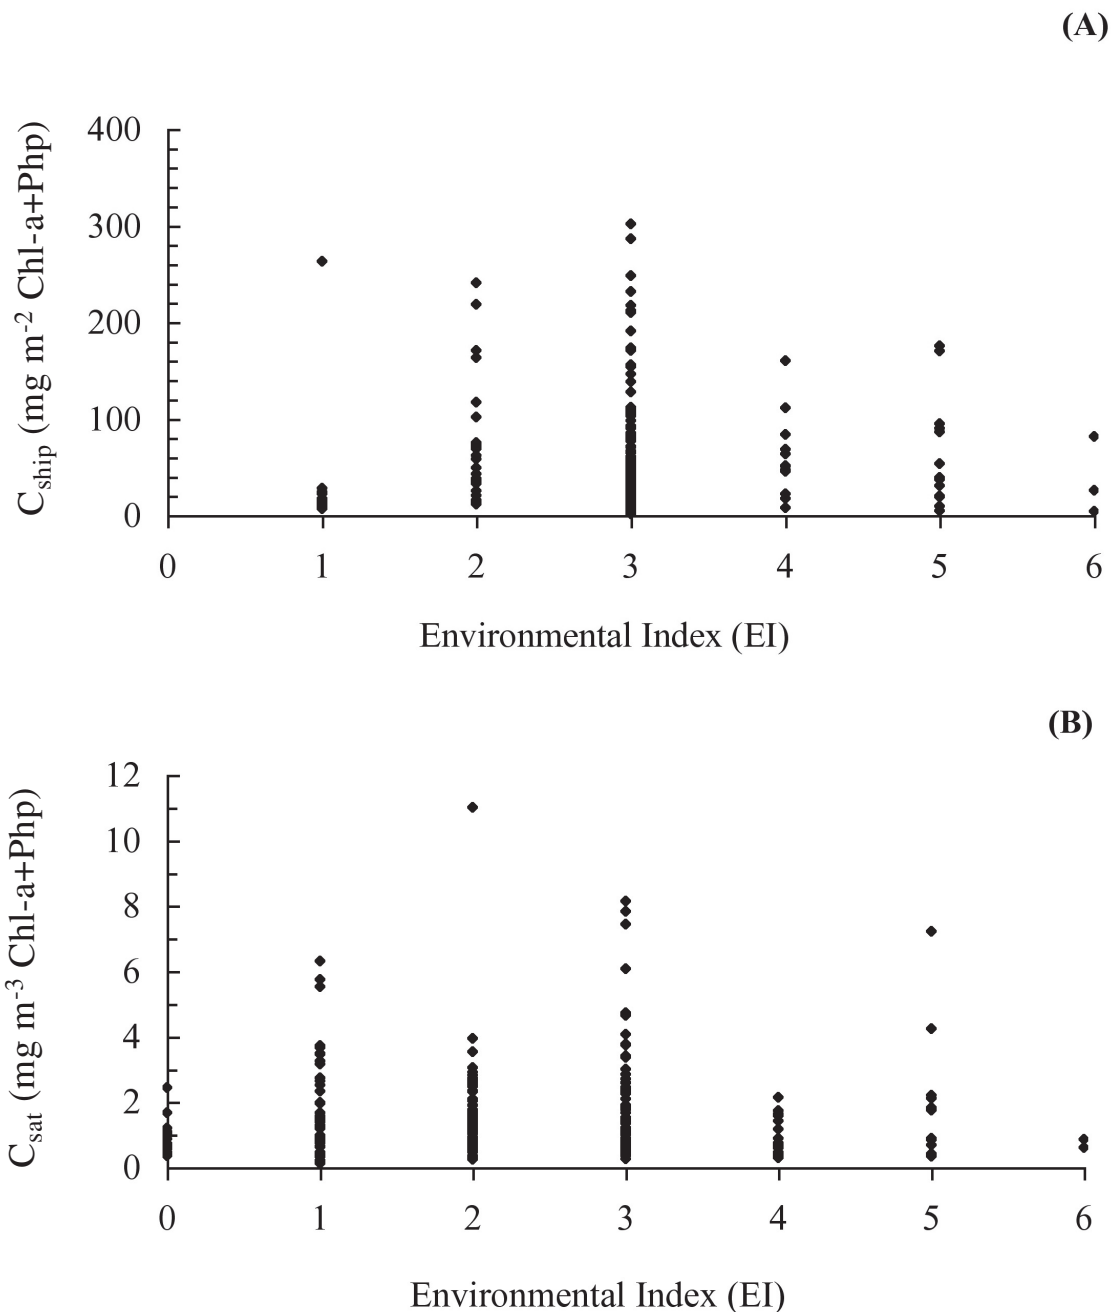 (A)
C_ship (mg m⁻² Chl-a+Php)
400
300
200
100
0
0 1 2 3 4 5 6
Environmental Index (EI)
(B)
C_sat (mg m⁻³ Chl-a+Php)
12
10
8
6
4
2
0
0 1 2 3 4 5 6
Environmental Index (EI)